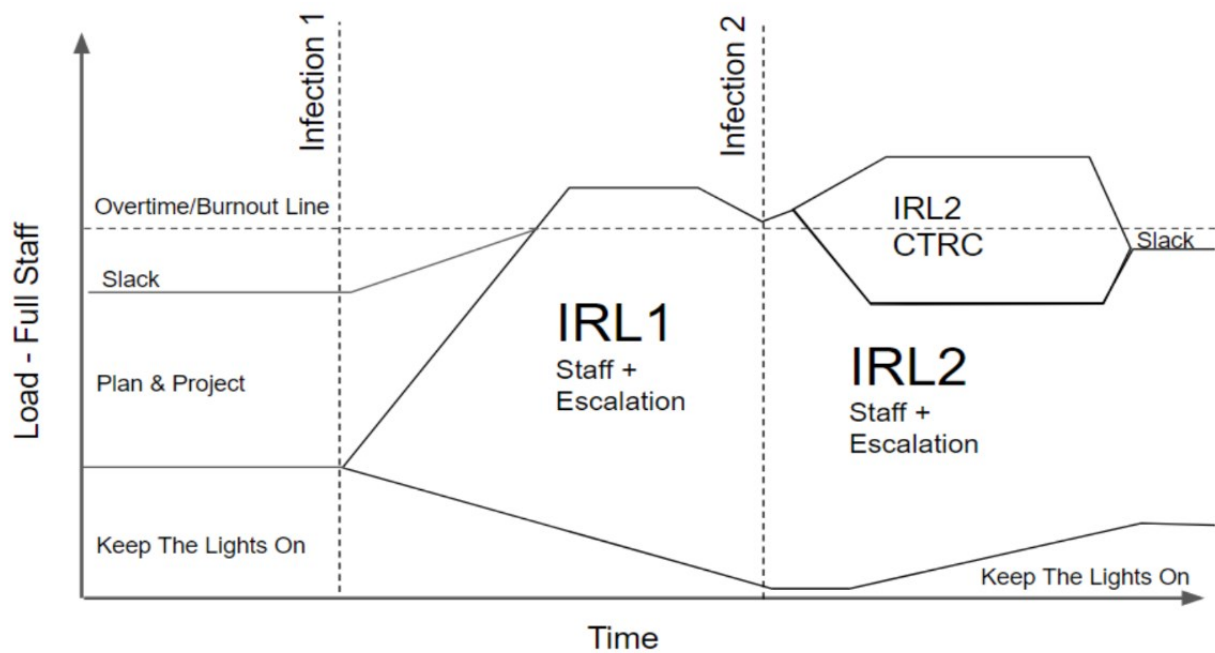 Infection 1
Infection 2
Overtime/Burnout Line
Slack
Plan & Project
Keep The Lights On
IRL1
Staff +
Escalation
IRL2
CTRC
Slack
IRL2
Staff +
Escalation
Keep The Lights On
Load - Full Staff
Time